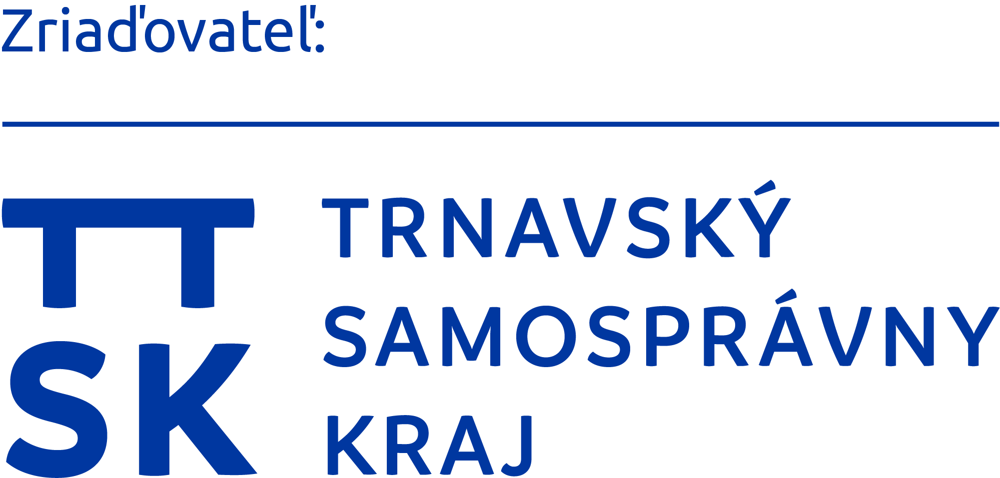 Zriaďovateľ:
TT
SK
TRNAVSKÝ
SAMOSPRÁVNY
KRAJ